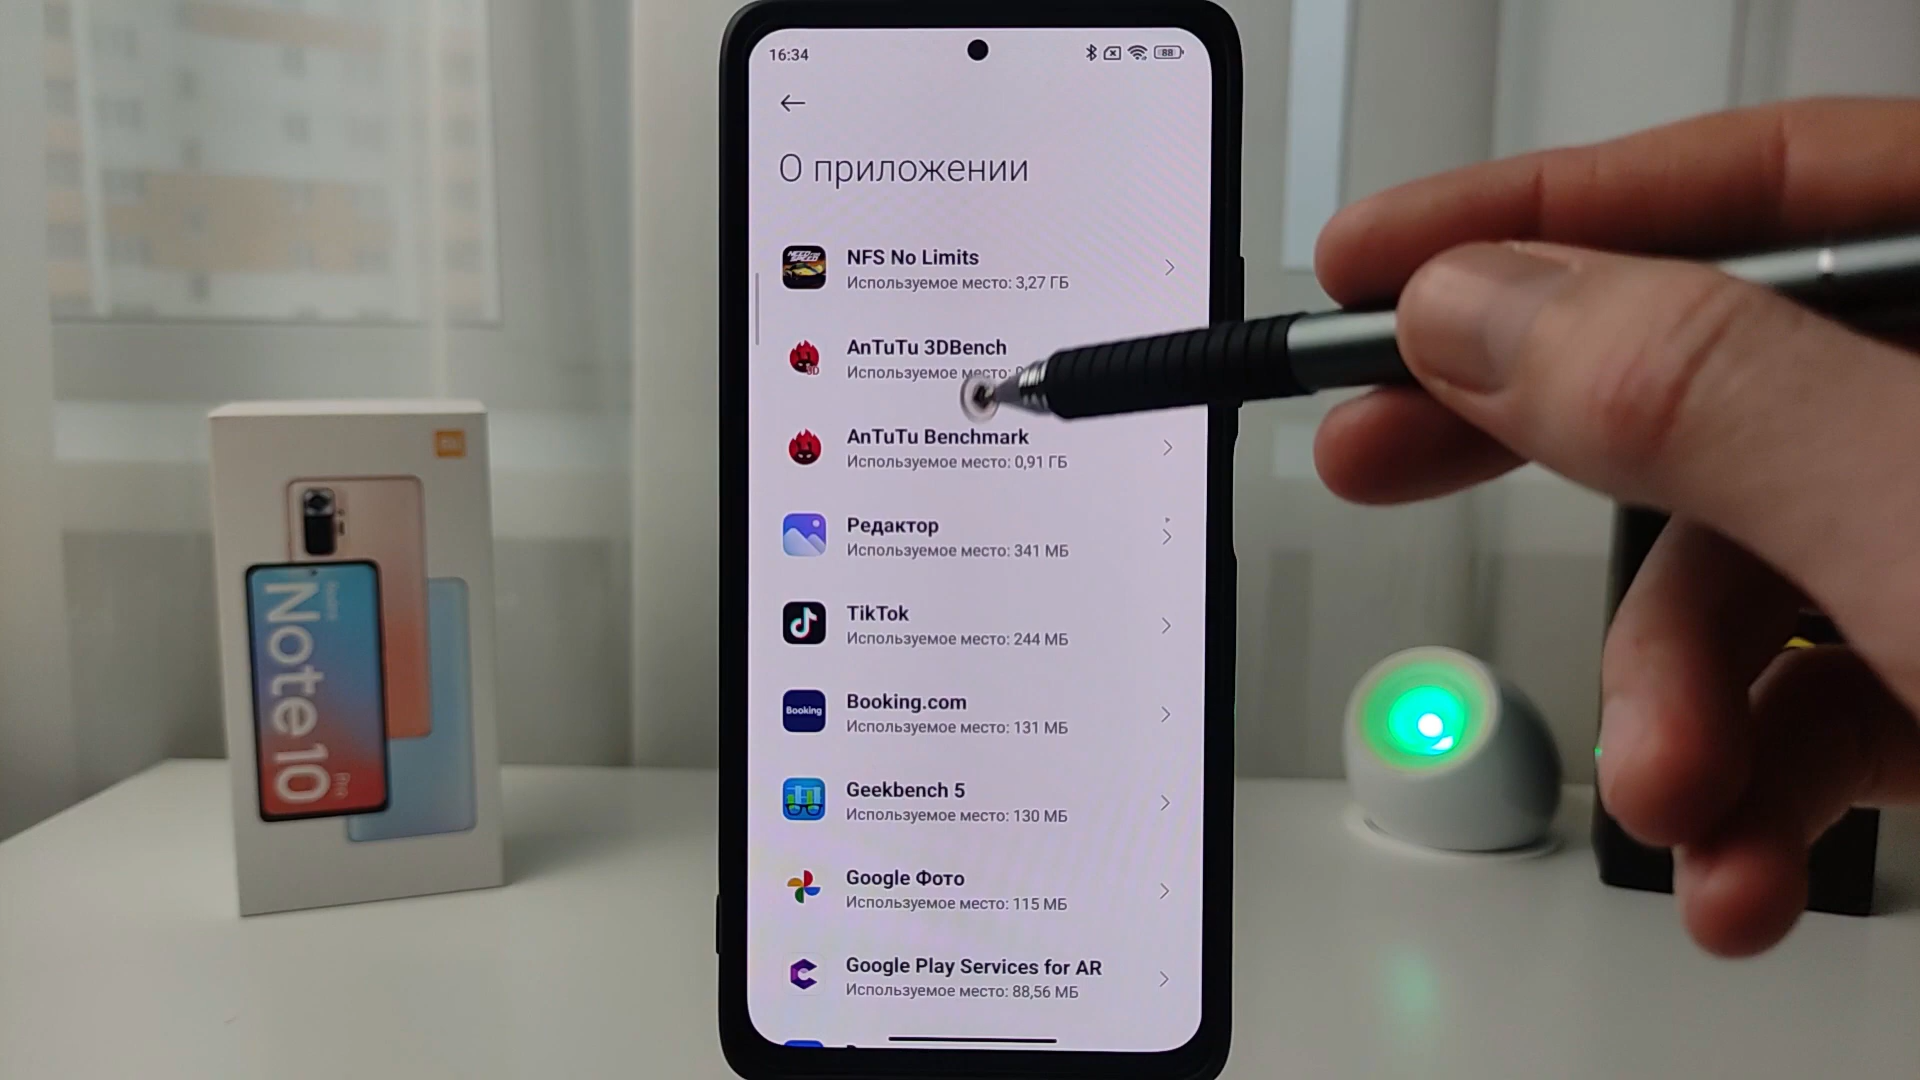 16:34
88
О приложении
NFS No Limits
Используемое место: 3,27 ГБ
AnTuTu 3DBench
Используемое место:
AnTuTu Benchmark
Используемое место: 0,91 ГБ
Редактор
Используемое место: 341 МБ
TikTok
Используемое место: 244 МБ
Booking
Booking.com
Используемое место: 131 МБ
Geekbench 5
Используемое место: 130 МБ
Google Фото
Используемое место: 115 МБ
Google Play Services for AR
Используемое место: 88,56 МБ
Redmi
Note 10
Pro